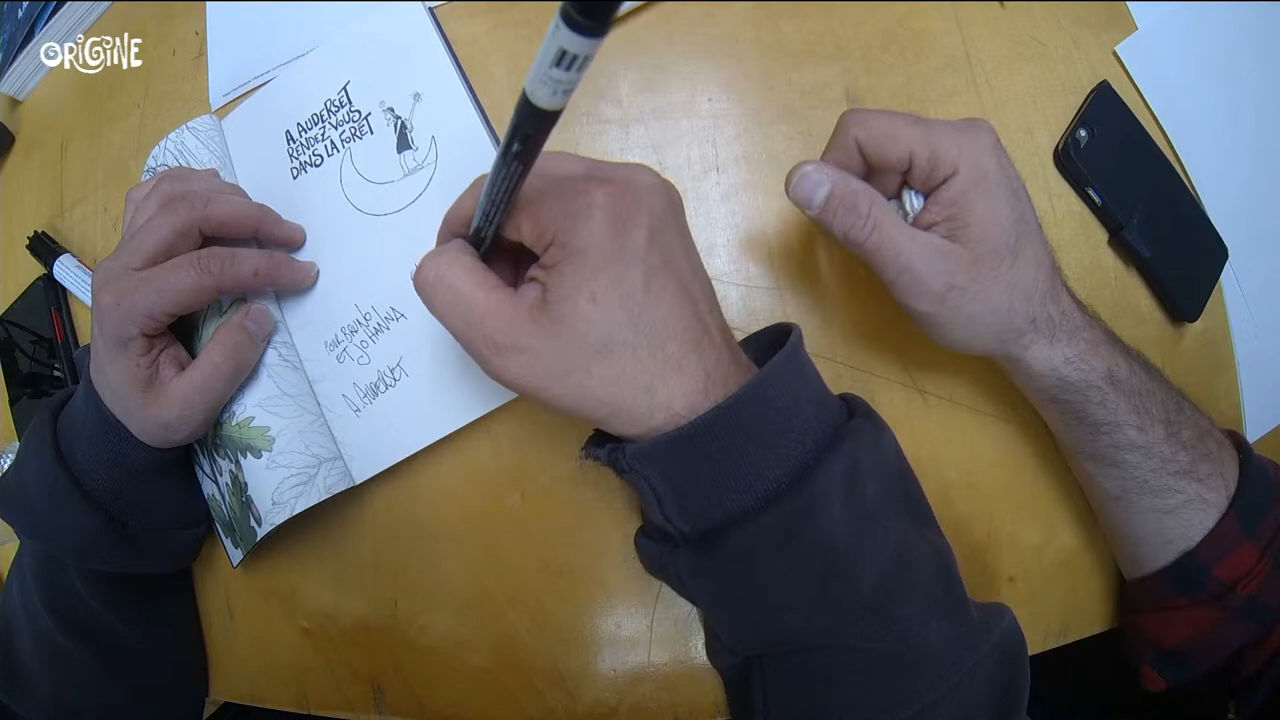 ORIGINE
A. AUDERSET
RENDEZ-VOUS
DANS LA FORÊT
POUR BRUNO
ET JOHANNA
A. AUDERSET